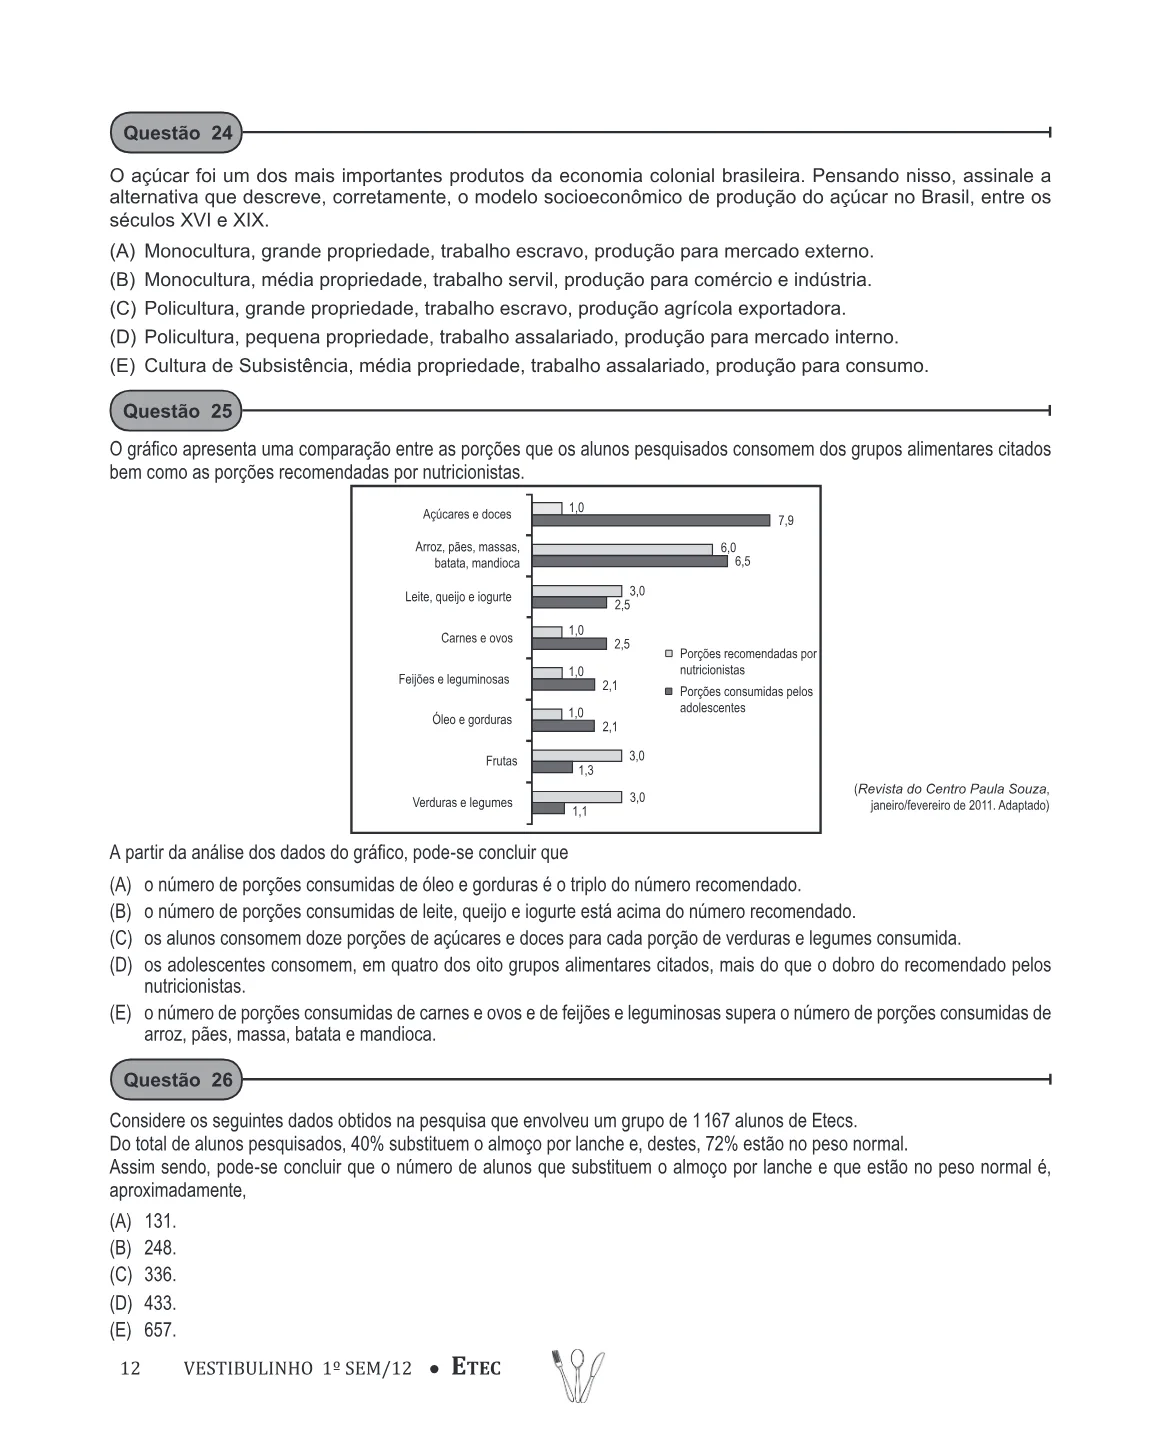 Questão 24
O açúcar foi um dos mais importantes produtos da economia colonial brasileira. Pensando nisso, assinale a
alternativa que descreve, corretamente, o modelo socioeconômico de produção do açúcar no Brasil, entre os
séculos XVI e XIX.
(A) Monocultura, grande propriedade, trabalho escravo, produção para mercado externo.
(B) Monocultura, média propriedade, trabalho servil, produção para comércio e indústria.
(C) Policultura, grande propriedade, trabalho escravo, produção agrícola exportadora.
(D) Policultura, pequena propriedade, trabalho assalariado, produção para mercado interno.
(E) Cultura de Subsistência, média propriedade, trabalho assalariado, produção para consumo.
Questão 25
O gráfico apresenta uma comparação entre as porções que os alunos pesquisados consomem dos grupos alimentares citados
bem como as porções recomendadas por nutricionistas.
Açúcares e doces
1,0
7,9
Arroz, pães, massas,
batata, mandioca
6,0
6,5
Leite, queijo e iogurte
3,0
2,5
Carnes e ovos
1,0
2,5
Feijões e leguminosas
1,0
2,1
Óleo e gorduras
1,0
2,1
Frutas
3,0
1,3
Verduras e legumes
3,0
1,1
Porções recomendadas por
nutricionistas
Porções consumidas pelos
adolescentes
(Revista do Centro Paula Souza,
janeiro/fevereiro de 2011. Adaptado)
A partir da análise dos dados do gráfico, pode-se concluir que
(A) o número de porções consumidas de óleo e gorduras é o triplo do número recomendado.
(B) o número de porções consumidas de leite, queijo e iogurte está acima do número recomendado.
(C) os alunos consomem doze porções de açúcares e doces para cada porção de verduras e legumes consumida.
(D) os adolescentes consomem, em quatro dos oito grupos alimentares citados, mais do que o dobro do recomendado pelos
nutricionistas.
(E) o número de porções consumidas de carnes e ovos e de feijões e leguminosas supera o número de porções consumidas de
arroz, pães, massa, batata e mandioca.
Questão 26
Considere os seguintes dados obtidos na pesquisa que envolveu um grupo de 1 167 alunos de Etecs.
Do total de alunos pesquisados, 40% substituem o almoço por lanche e, destes, 72% estão no peso normal.
Assim sendo, pode-se concluir que o número de alunos que substituem o almoço por lanche e que estão no peso normal é,
aproximadamente,
(A) 131.
(B) 248.
(C) 336.
(D) 433.
(E) 657.
12 VESTIBULINHO 1º SEM/12 • ETEC